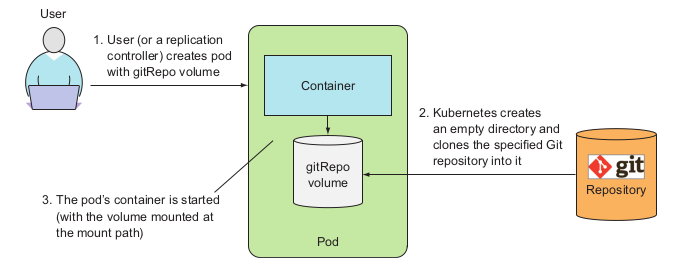 User
1. User (or a replication
controller) creates pod
with gitRepo volume
Container
2. Kubernetes creates
an empty directory and
clones the specified Git
repository into it
gitRepo
volume
git
Repository
3. The pod's container is started
(with the volume mounted at
the mount path)
Pod